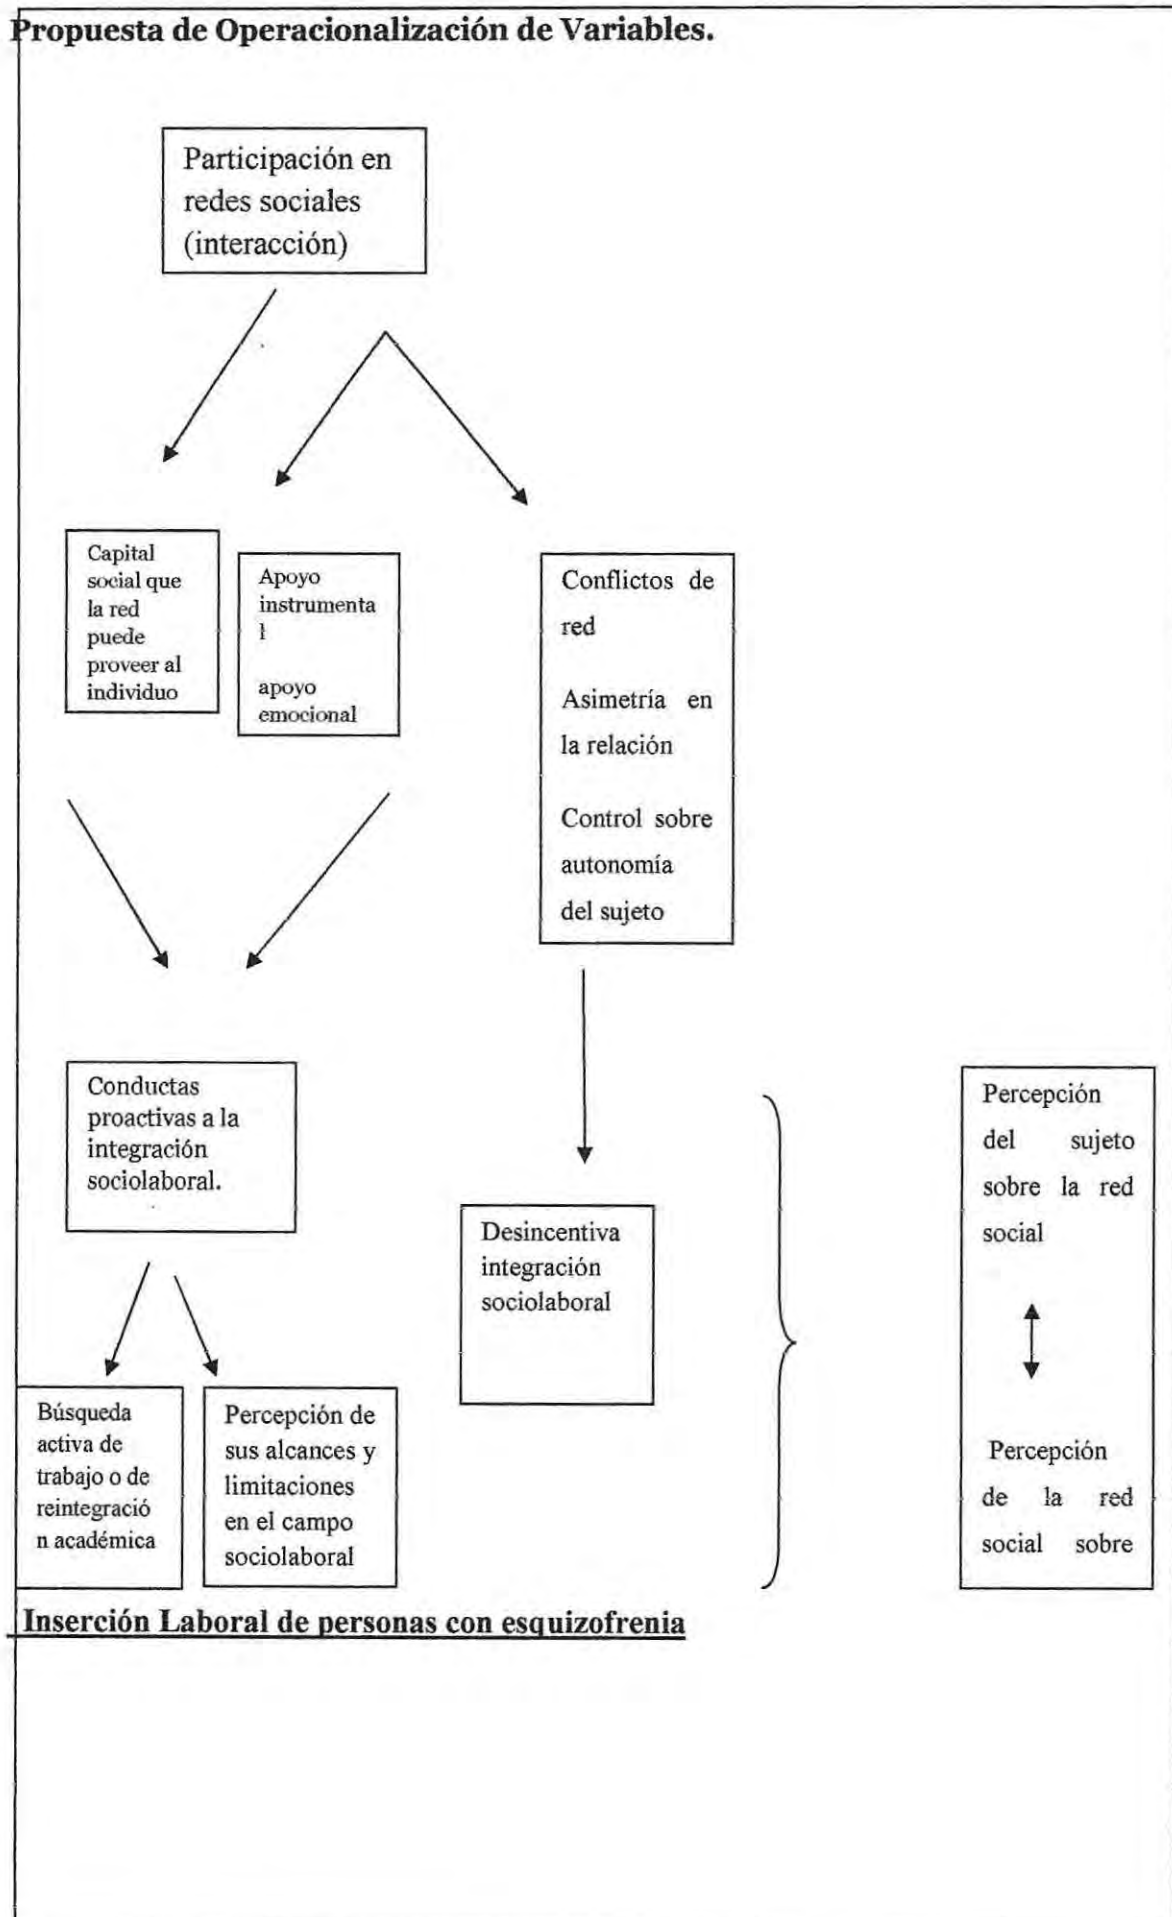 Propuesta de Operacionalización de Variables.
Participación en
redes sociales
(interacción)
Capital
social que
la red
puede
proveer al
individuo
Apoyo
instrumenta
l
apoyo
emocional
Conflictos de
red
Asimetría en
la relación
Control sobre
autonomía
del sujeto
Conductas
proactivas a la
integración
sociolaboral.
Desincentiva
integración
sociolaboral
Percepción
del sujeto
sobre la red
social
Percepción
de la red
social sobre
Búsqueda
activa de
trabajo o de
reintegració
n académica
Percepción de
sus alcances y
limitaciones
en el campo
sociolaboral
Inserción Laboral de personas con esquizofrenia